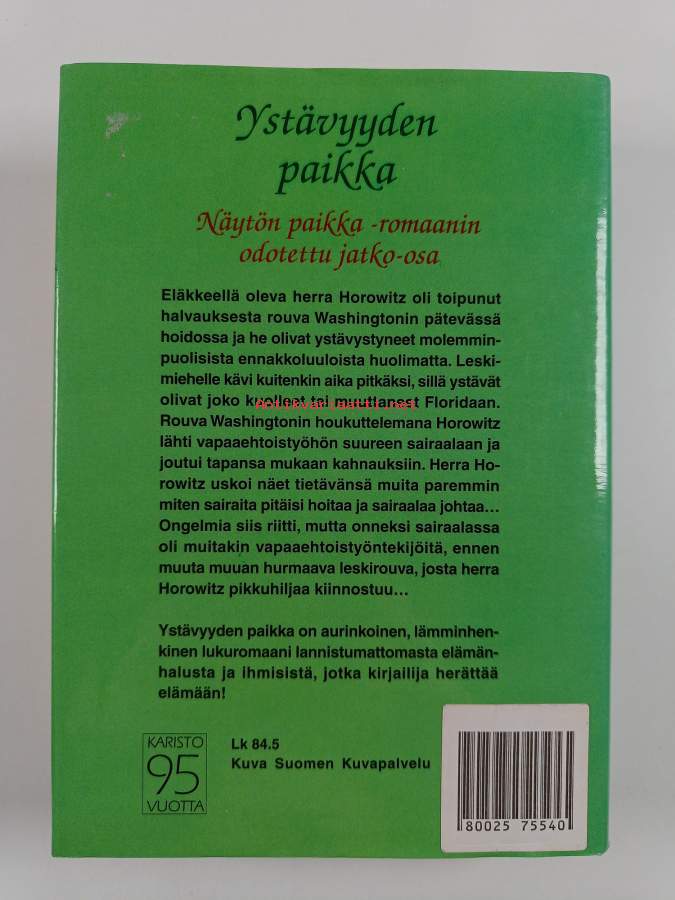 Ystävyyden
paikka
Näytön paikka -romaanin
odotettu jatko-osa
Eläkkeellä oleva herra Horowitz oli toipunut
halvauksesta rouva Washingtonin pätevässä
hoidossa ja he olivat ystävystyneet molemmin-
puolisista ennakkoluuloista huolimatta. Leski-
miehelle kävi kuitenkin aika pitkäksi, sillä ystävät
olivat joko kuolleet tai muuttaneet Floridaan.
Antikvariaatti.net
Rouva Washingtonin houkuttelemana Horowitz
lähti vapaaehtoistyöhön suureen sairaalaan ja
joutui tapansa mukaan kahnauksiin. Herra Ho-
rowitz uskoi näet tietävänsä muita paremmin
miten sairaita pitäisi hoitaa ja sairaalaa johtaa...
Ongelmia siis riitti, mutta onneksi sairaalassa
oli muitakin vapaaehtoistyöntekijöitä, ennen
muuta muuan hurmaava leskirouva, josta herra
Horowitz pikkuhiljaa kiinnostuu...
Ystävyyden paikka on aurinkoinen, lämminhen-
kinen lukuromaani lannistumattomasta elämän-
halusta ja ihmisistä, jotka kirjailija herättää
elämään!
KARISTO
95
VUOTTA
Lk 84.5
Kuva Suomen Kuvapalvelu
80025 75540